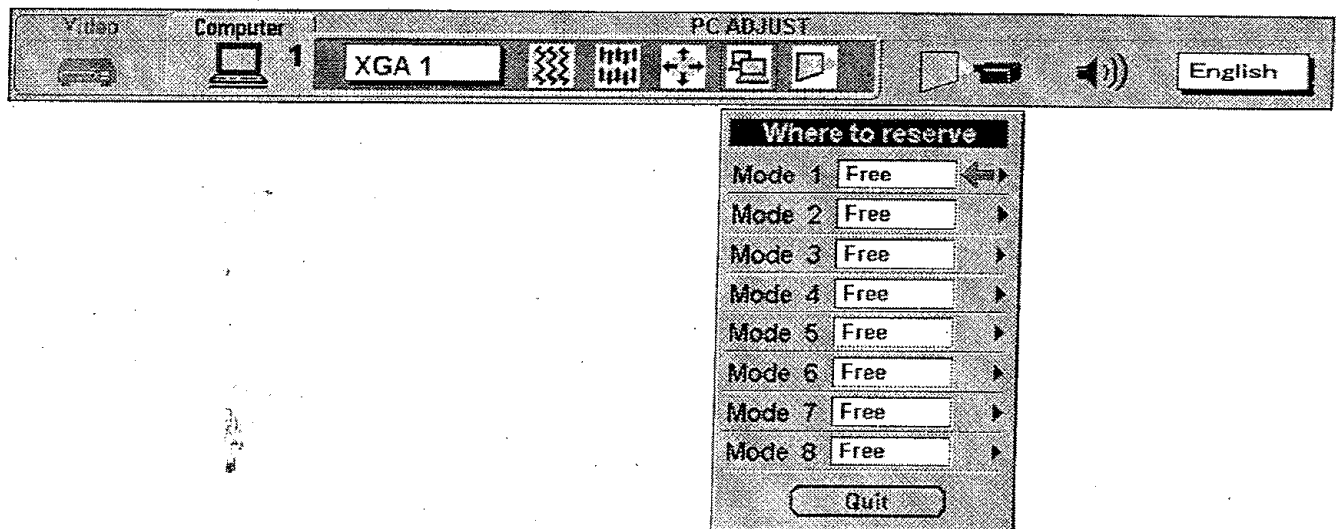 Video Computer PC ADJUST
1 XGA 1 English
Where to reserve
Mode 1 Free
Mode 2 Free
Mode 3 Free
Mode 4 Free
Mode 5 Free
Mode 6 Free
Mode 7 Free
Mode 8 Free
Quit